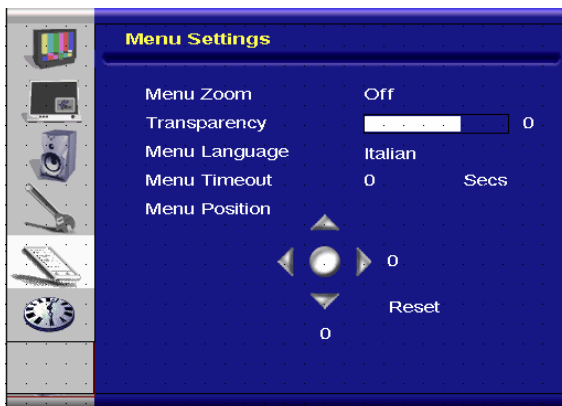 Menu Settings
Menu Zoom Off
Transparency 0
Menu Language Italian
Menu Timeout 0 Secs
Menu Position
0
Reset
0